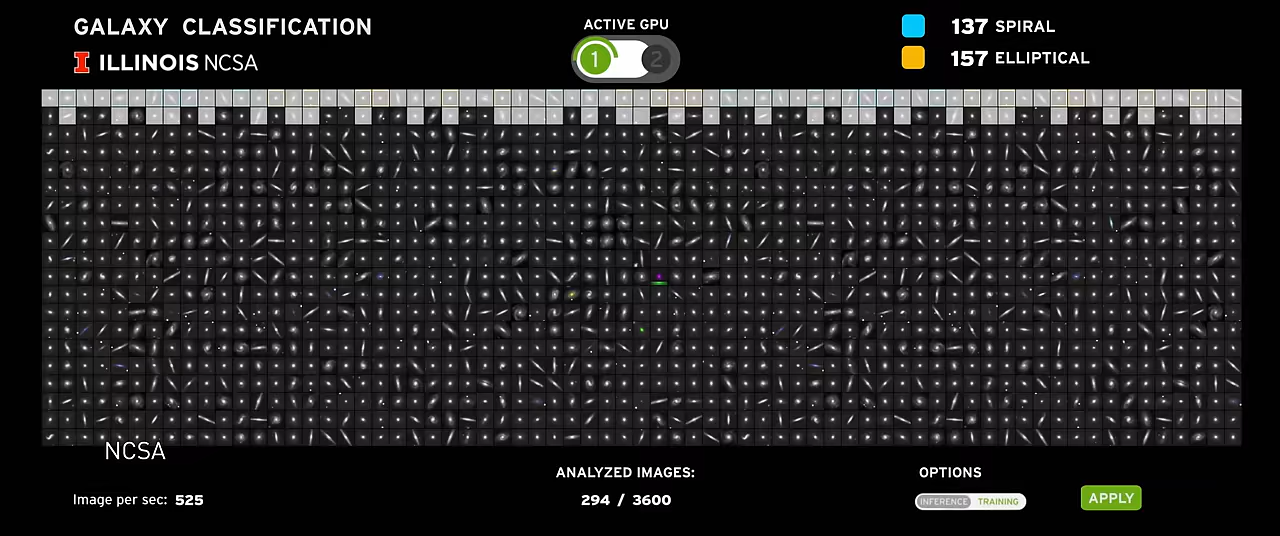 GALAXY CLASSIFICATION
ILLINOIS NCSA
ACTIVE GPU
1 2
137 SPIRAL
157 ELLIPTICAL
NCSA
Image per sec: 525
ANALYZED IMAGES:
294 / 3600
OPTIONS
INFERENCE TRAINING
APPLY